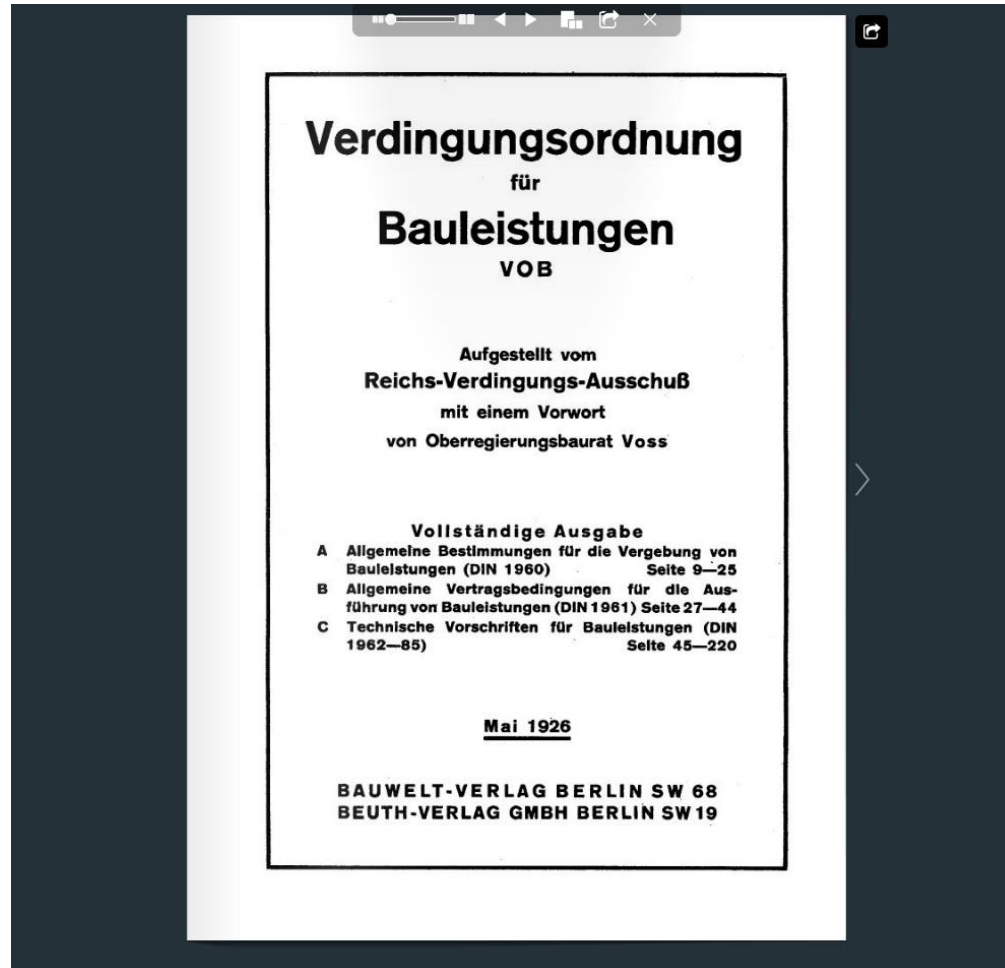 Verdingungsordnung
für
Bauleistungen
VOB
Aufgestellt vom
Reichs-Verdingungs-Ausschuß
mit einem Vorwort
von Oberregierungsbaurat Voss
Vollständige Ausgabe
A Allgemeine Bestimmungen für die Vergebung von
Bauleistungen (DIN 1960) Seite 9—25
B Allgemeine Vertragsbedingungen für die Aus-
führung von Bauleistungen (DIN 1961) Seite 27—44
C Technische Vorschriften für Bauleistungen (DIN
1962—85) Seite 45—220
Mai 1926
BAUWELT-VERLAG BERLIN SW 68
BEUTH-VERLAG GMBH BERLIN SW 19